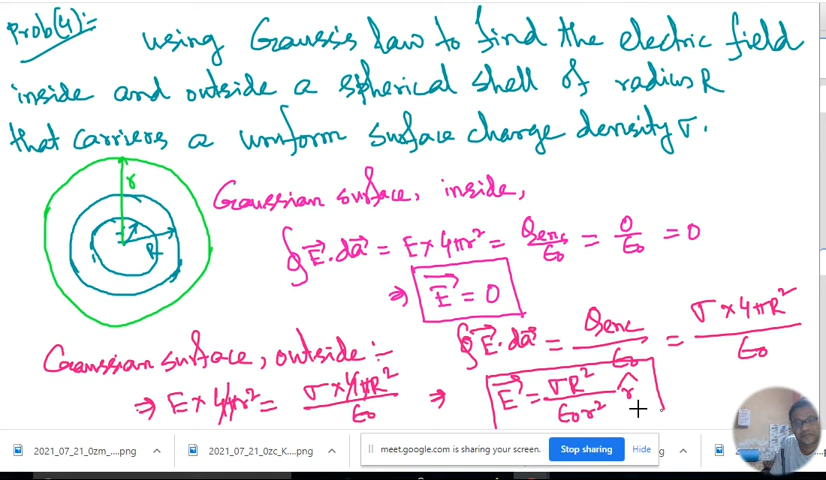 Prob(4):-
using Gauss's law to find the electric field
inside and outside a spherical shell of radius R
that carriers a uniform surface charge density σ.
r
R
Gaussian surface, inside,
∮E⃗.da⃗ = E × 4πr² = Qenc/ε₀ = 0/ε₀ = 0
⇒ E⃗ = 0
Gaussian surface, outside :-
∮E⃗.da⃗ = Qenc/ε₀ = σ × 4πR²/ε₀
⇒ E × 4πr² = σ × 4πR²/ε₀ ⇒ E⃗ = σR²/ε₀r² r̂
2021_07_21_0zm_....png
2021_07_21_0zc_K....png
meet.google.com is sharing your screen.
Stop sharing
Hide
....png
2021_07_21_0z